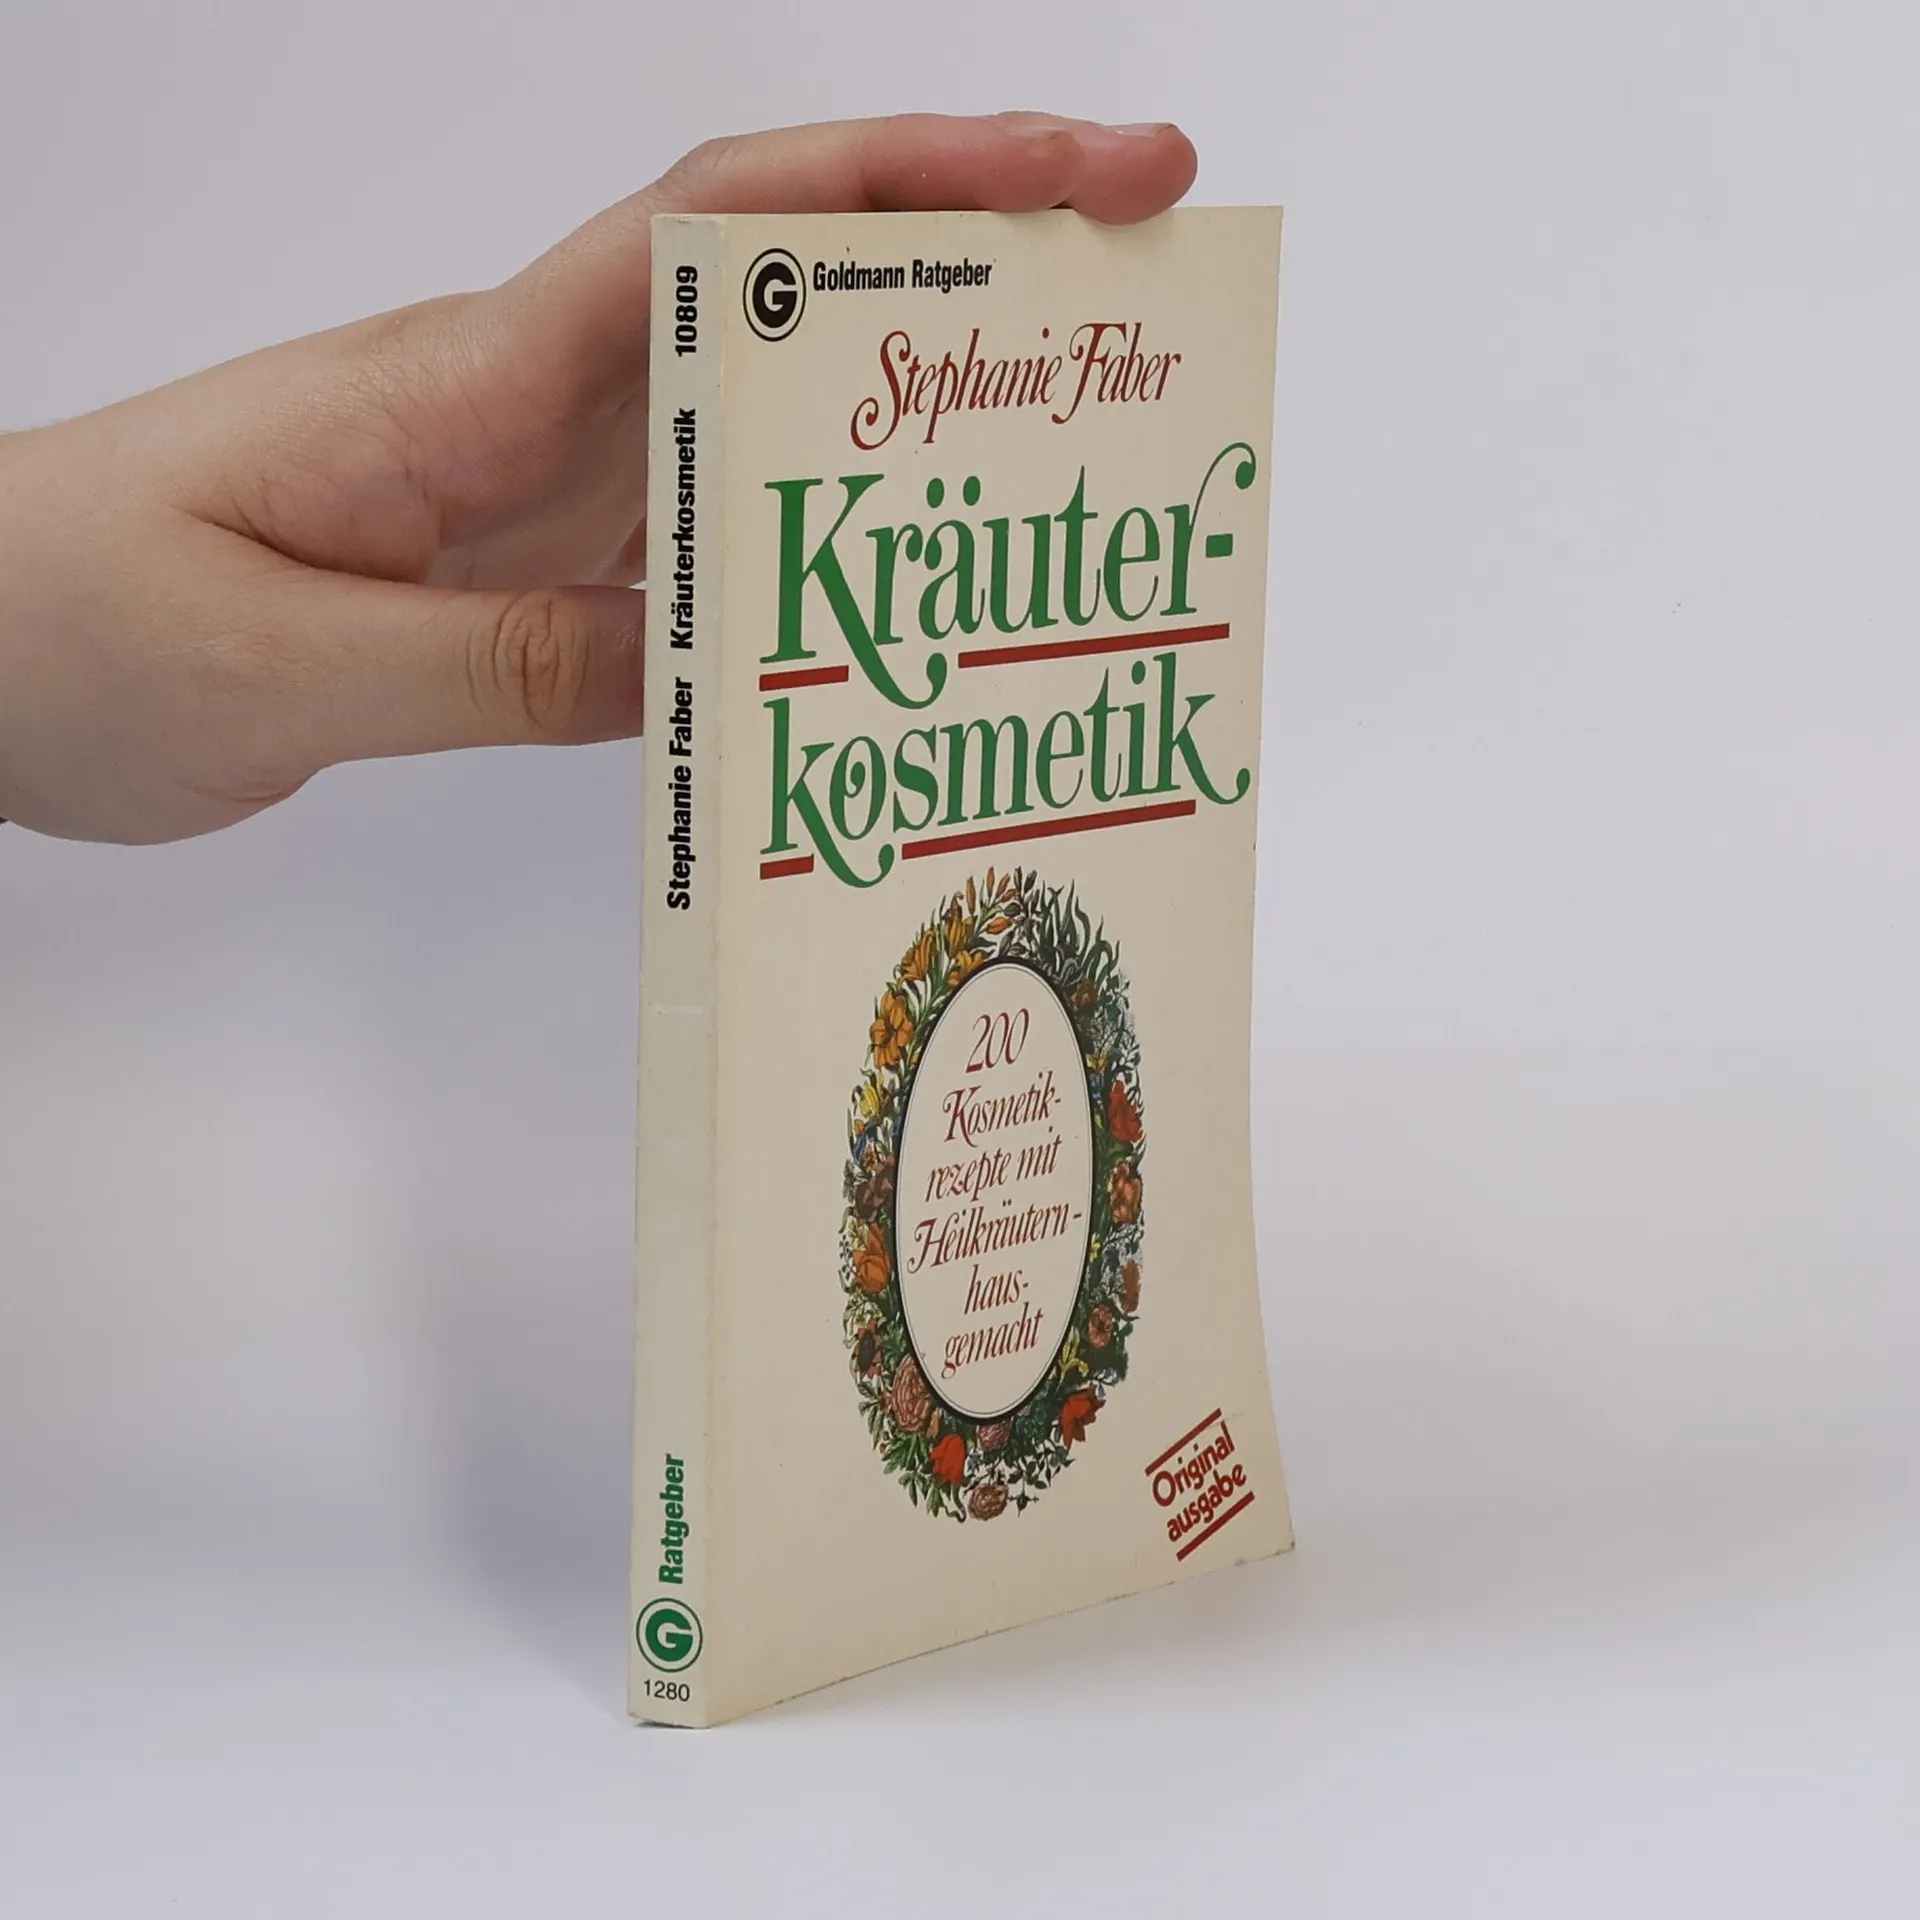 Stephanie Faber Kräuterkosmetik 10809
G Ratgeber
1280
G Goldmann Ratgeber
Stephanie Faber
Kräuter-
kosmetik
200
Kosmetik-
rezepte mit
Heilkräutern-
haus-
gemacht
Original
ausgabe